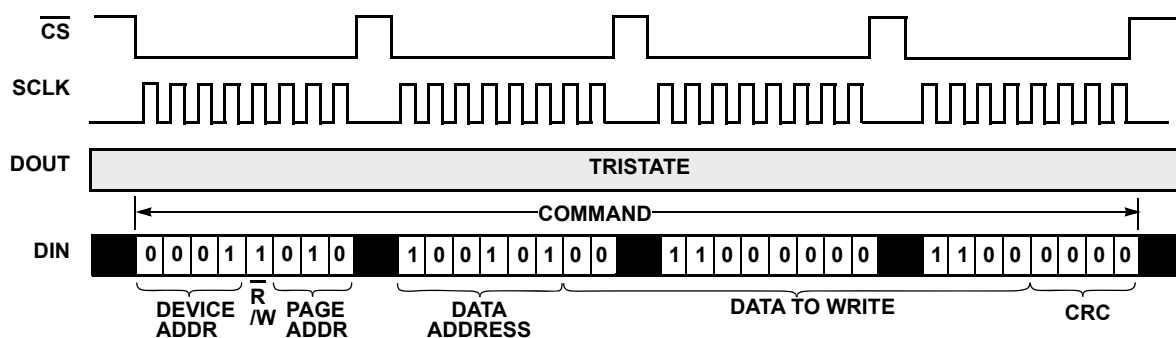 CS
SCLK
DOUT TRISTATE
COMMAND
DIN 0 0 0 1 1 0 1 0 1 0 0 1 0 1 0 0 1 1 0 0 0 0 0 0 1 1 0 0 0 0 0 0
DEVICE ADDR
R/W
PAGE ADDR
DATA ADDRESS
DATA TO WRITE
CRC